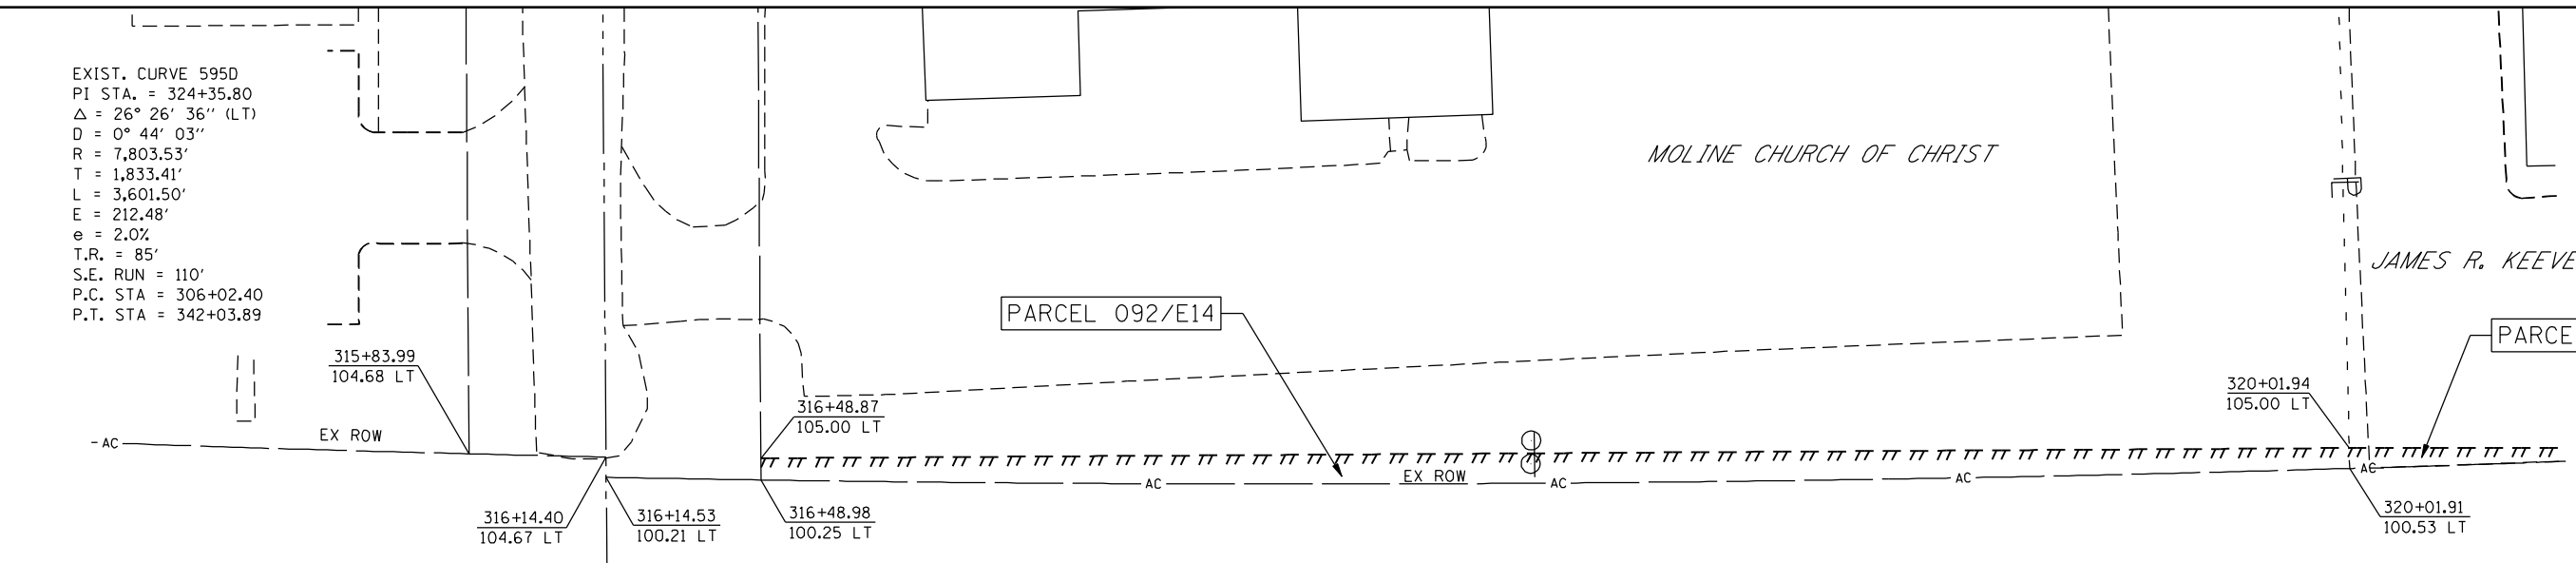 EXIST. CURVE 595D
PI STA. = 324+35.80
Δ = 26° 26' 36'' (LT)
D = 0° 44' 03''
R = 7,803.53'
T = 1,833.41'
L = 3,601.50'
E = 212.48'
e = 2.0%
T.R. = 85'
S.E. RUN = 110'
P.C. STA = 306+02.40
P.T. STA = 342+03.89
MOLINE CHURCH OF CHRIST
JAMES R. KEEVE
PARCEL 092/E14
PARCE
315+83.99
104.68 LT
316+48.87
105.00 LT
320+01.94
105.00 LT
AC
EX ROW
AC
EX ROW
AC
AC
AC
316+14.40
104.67 LT
316+14.53
100.21 LT
316+48.98
100.25 LT
320+01.91
100.53 LT